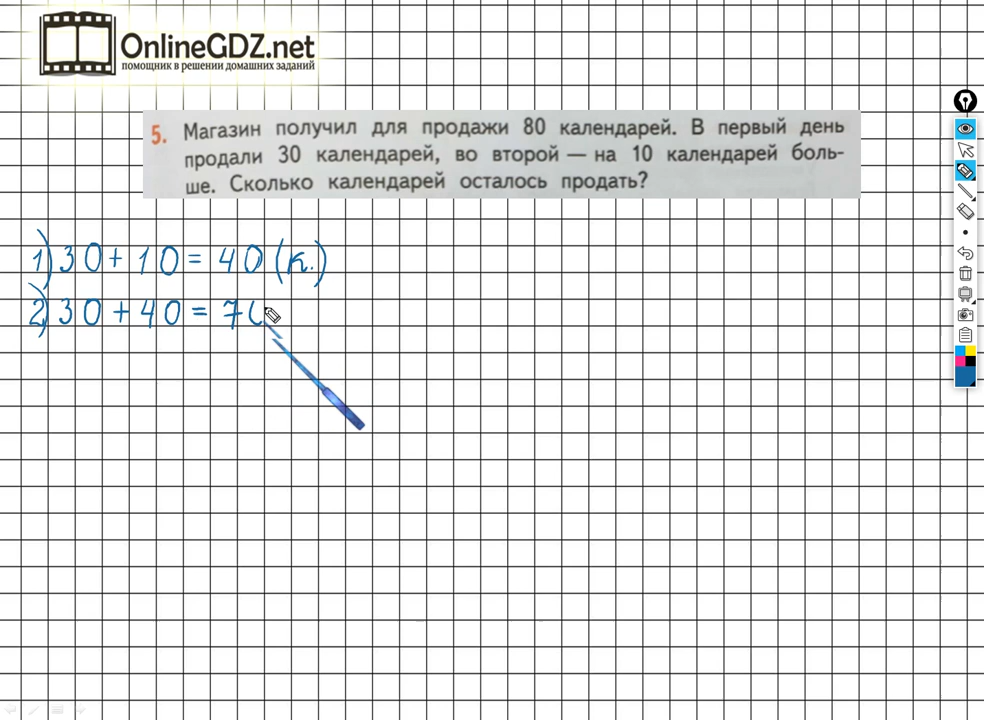 OnlineGDZ.net
помощник в решении домашних заданий
5. Магазин получил для продажи 80 календарей. В первый день
продали 30 календарей, во второй — на 10 календарей боль-
ше. Сколько календарей осталось продать?
1) 30 + 10 = 40 (к.)
2) 30 + 40 = 70